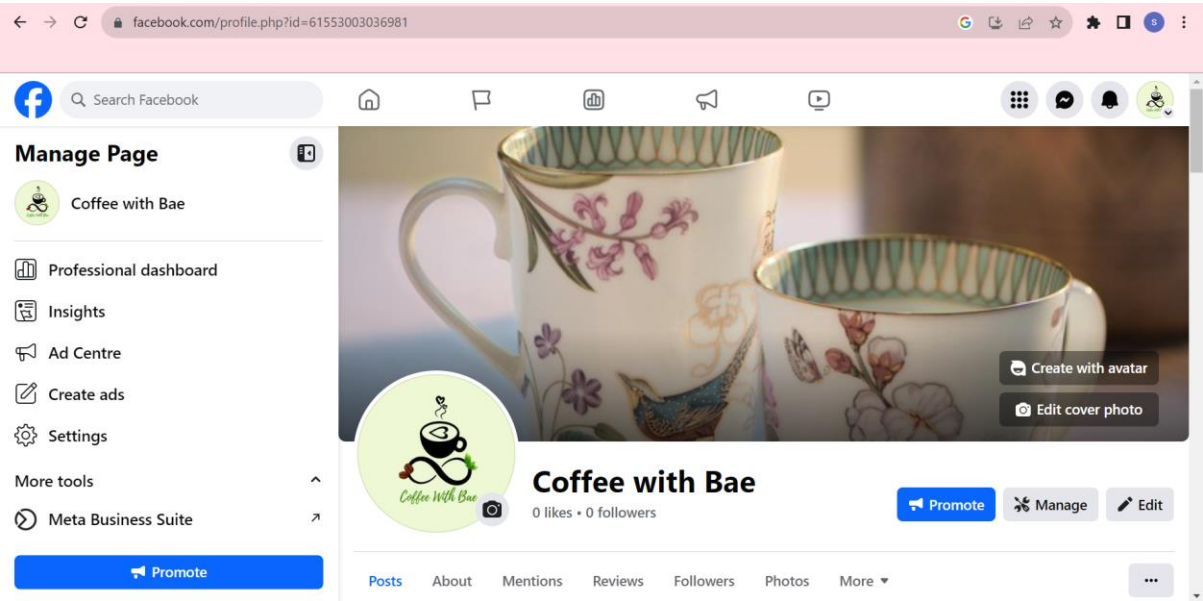 facebook.com/profile.php?id=61553003036981
G
S
Search Facebook
Manage Page
Coffee with Bae
Professional dashboard
Insights
Ad Centre
Create ads
Settings
More tools
Meta Business Suite
Promote
Create with avatar
Edit cover photo
Coffee With Bae
Coffee with Bae
0 likes • 0 followers
Promote Manage Edit
Posts About Mentions Reviews Followers Photos More